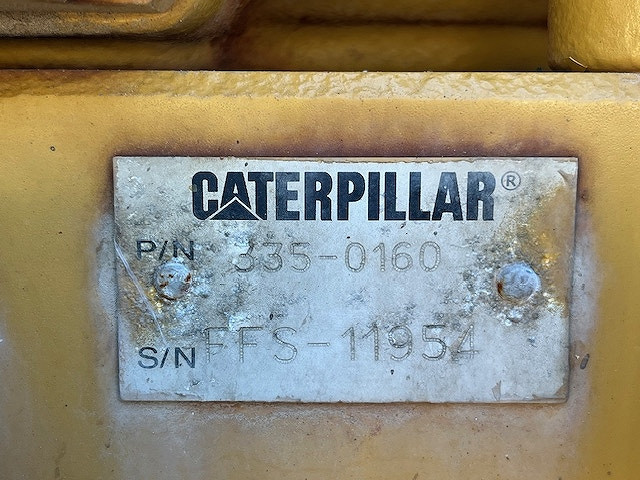 CATERPILLAR®
P/N 335-0160
S/N FFS-11954